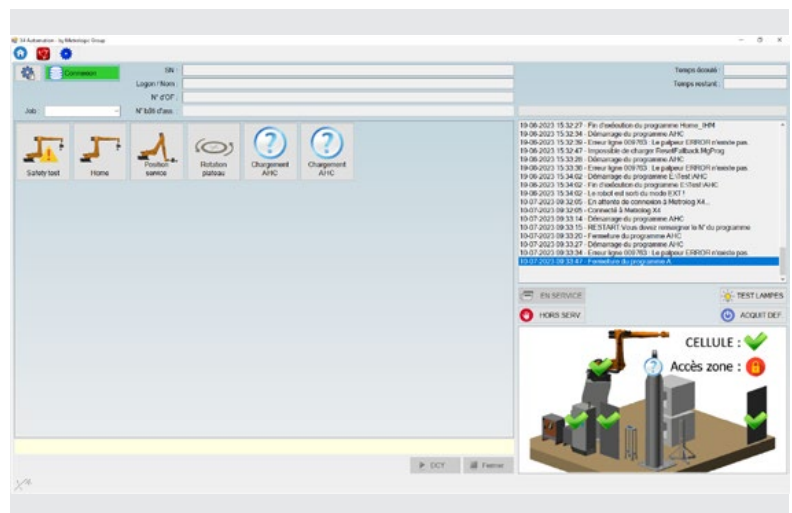 X4 Automation - by Metrologic Group
Connexion
SN :
Logon / Nom :
N° d'OF :
Job :
N° bôti d'ass. :
Temps écoulé :
Temps restant :
Safety test
Home
Position service
Rotation plateau
Chargement AHC
Chargement AHC
19-06-2023 15:32:27 - Fin d'exécution du programme Home_IHM
19-06-2023 15:32:34 - Démarrage du programme AHC
19-06-2023 15:32:39 - Erreur ligne 009763 : Le palpeur ERROR n'existe pas.
19-06-2023 15:32:47 - Impossible de charger ResetFallback.MgProg
19-06-2023 15:33:28 - Démarrage du programme AHC
19-06-2023 15:33:36 - Erreur ligne 009763 : Le palpeur ERROR n'existe pas.
19-06-2023 15:34:02 - Démarrage du programme E:\Test IAHC
19-06-2023 15:34:02 - Fin d'exécution du programme E:\Test IAHC
19-06-2023 15:34:02 - Le robot est sorti du mode EXT !
10-07-2023 09:32:05 - En attente de connexion à Metrolog X4...
10-07-2023 09:32:05 - Connecté à Metrolog X4
10-07-2023 09:33:14 - Démarrage du programme AHC
10-07-2023 09:33:15 - RESTART:Vous devez renseigner le N° du programme
10-07-2023 09:33:20 - Fermeture du programme AHC
10-07-2023 09:33:27 - Démarrage du programme AHC
10-07-2023 09:33:34 - Erreur ligne 009763 : Le palpeur ERROR n'existe pas.
10-07-2023 09:33:47 - Fermeture du programme A
EN SERVICE
TEST LAMPES
HORS SERV.
ACQUIT DEF.
CELLULE :
Accès zone :
DCY
Fermer